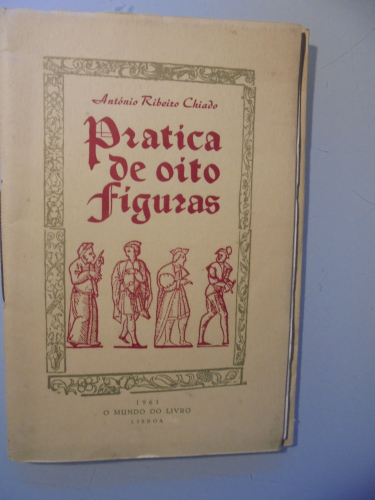 António Ribeiro Chiado
Pratica
de oito
figuras
1961
O MUNDO DO LIVRO
LISBOA